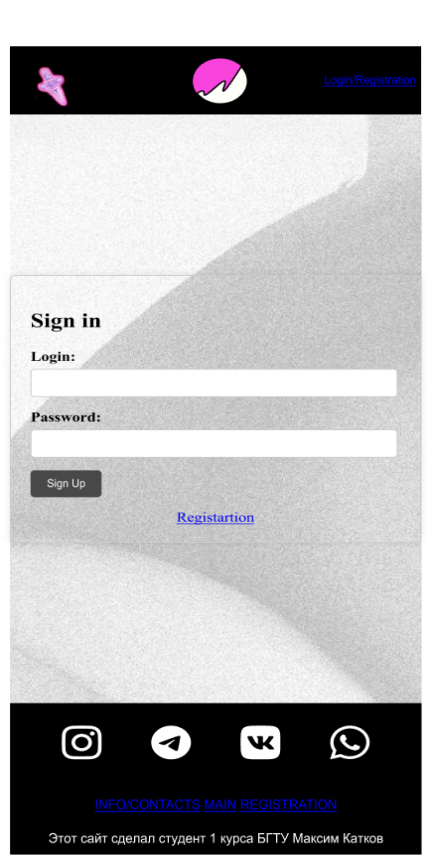 Login/Registration
Sign in
Login:
Password:
Sign Up
Registartion
INFO/CONTACTS MAIN REGISTRATION
Этот сайт сделал студент 1 курса БГТУ Максим Катков